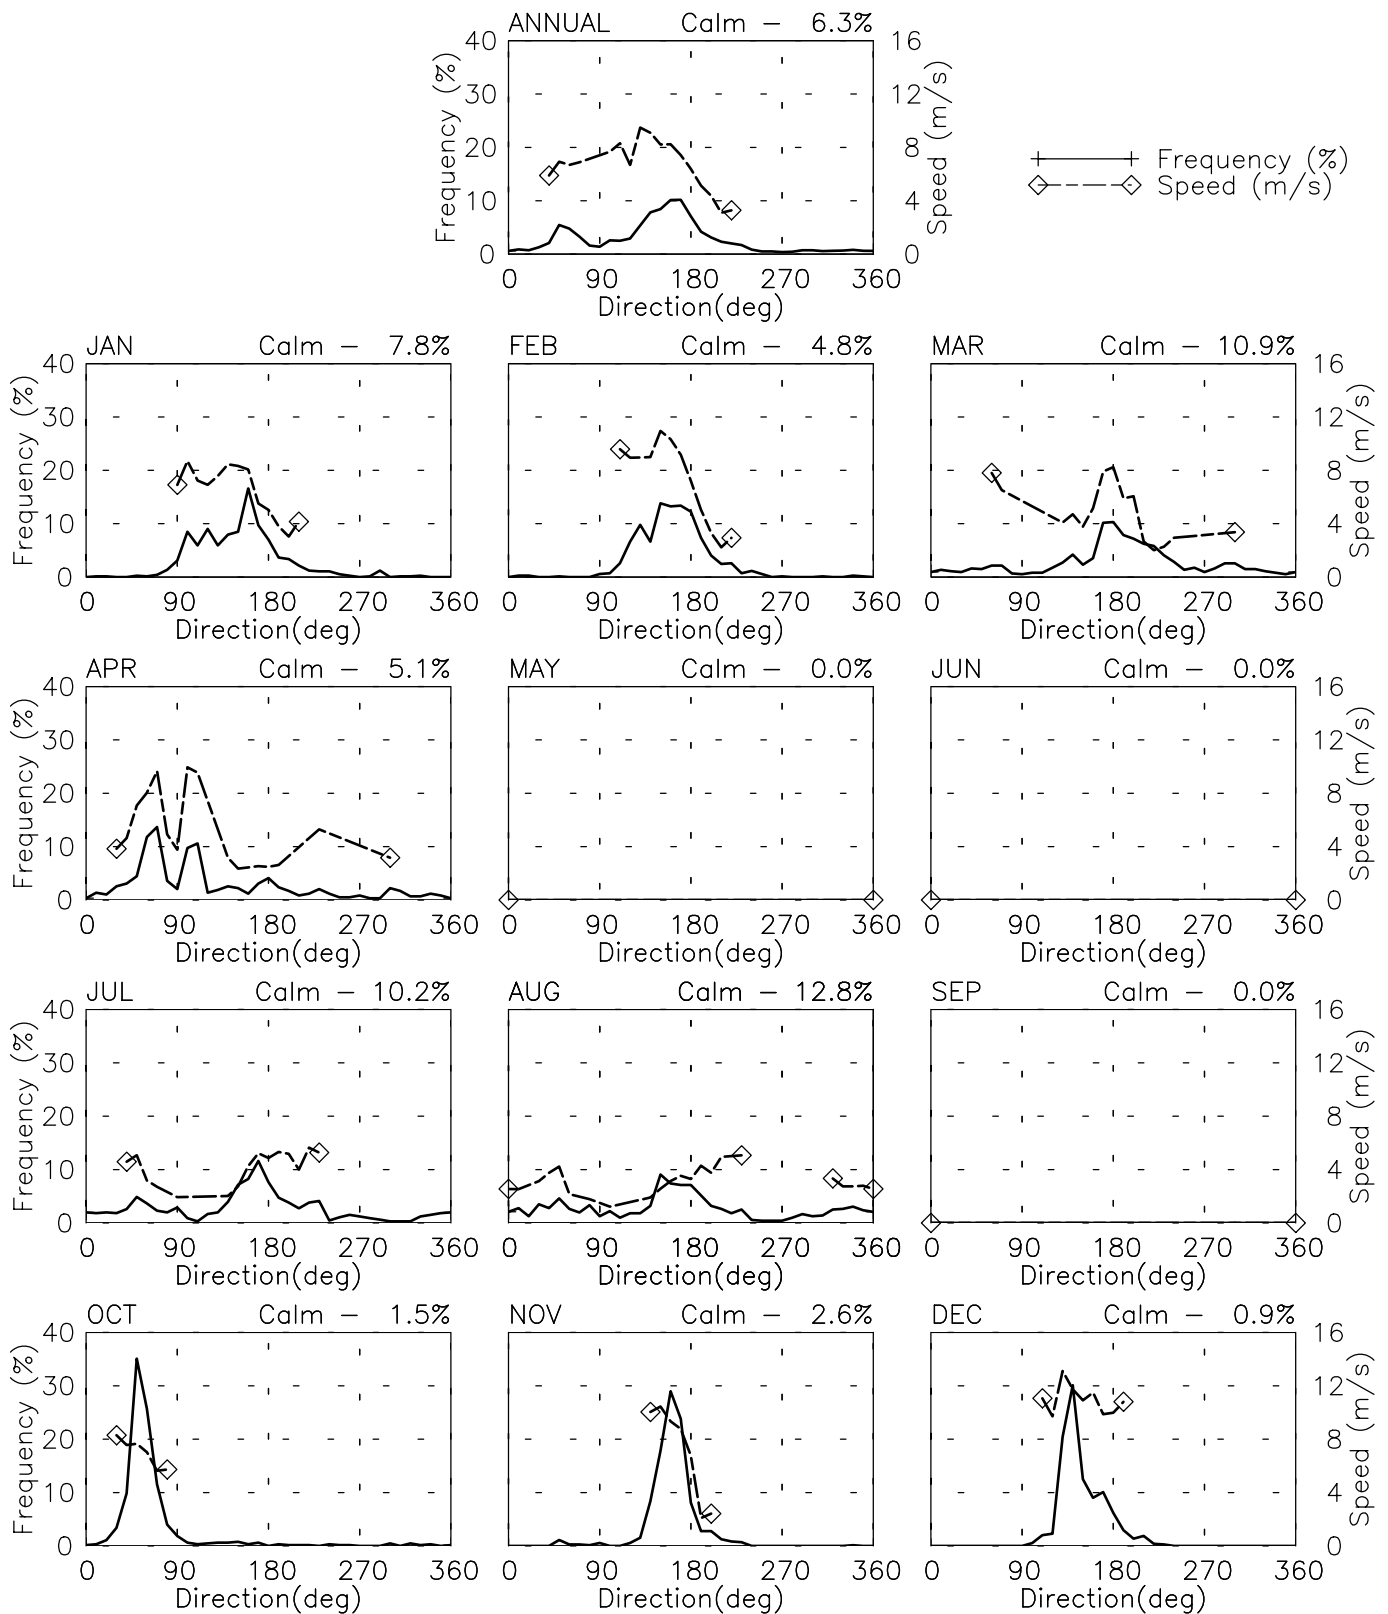 ANNUAL Calm - 6.3%
40 16
30 12
20 8
10 4
0 0
0 90 180 270 360
Direction(deg)
Frequency (%)
Speed (m/s)
Frequency (%)
Speed (m/s)
JAN Calm - 7.8%
FEB Calm - 4.8%
MAR Calm - 10.9%
40 16
30 12
20 8
10 4
0 0
Frequency (%)
Speed (m/s)
0 90 180 270 360 0 90 180 270 360 0 90 180 270 360
Direction(deg) Direction(deg) Direction(deg)
APR Calm - 5.1%
MAY Calm - 0.0%
JUN Calm - 0.0%
40 16
30 12
20 8
10 4
0 0
Frequency (%)
Speed (m/s)
0 90 180 270 360 0 90 180 270 360 0 90 180 270 360
Direction(deg) Direction(deg) Direction(deg)
JUL Calm - 10.2%
AUG Calm - 12.8%
SEP Calm - 0.0%
40 16
30 12
20 8
10 4
0 0
Frequency (%)
Speed (m/s)
0 90 180 270 360 0 90 180 270 360 0 90 180 270 360
Direction(deg) Direction(deg) Direction(deg)
OCT Calm - 1.5%
NOV Calm - 2.6%
DEC Calm - 0.9%
40 16
30 12
20 8
10 4
0 0
Frequency (%)
Speed (m/s)
0 90 180 270 360 0 90 180 270 360 0 90 180 270 360
Direction(deg) Direction(deg) Direction(deg)